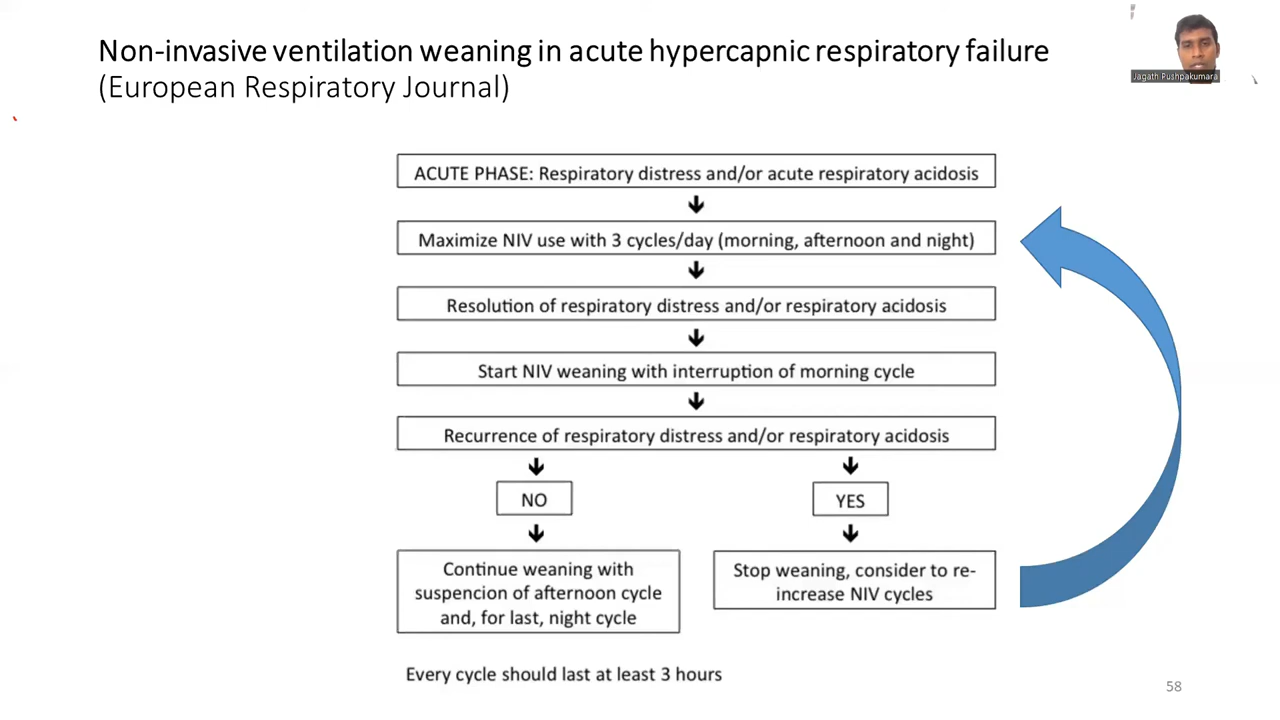 Non-invasive ventilation weaning in acute hypercapnic respiratory failure
(European Respiratory Journal)
Jagath Pushpakumara
ACUTE PHASE: Respiratory distress and/or acute respiratory acidosis
Maximize NIV use with 3 cycles/day (morning, afternoon and night)
Resolution of respiratory distress and/or respiratory acidosis
Start NIV weaning with interruption of morning cycle
Recurrence of respiratory distress and/or respiratory acidosis
NO
YES
Continue weaning with
suspencion of afternoon cycle
and, for last, night cycle
Stop weaning, consider to re-
increase NIV cycles
Every cycle should last at least 3 hours
58